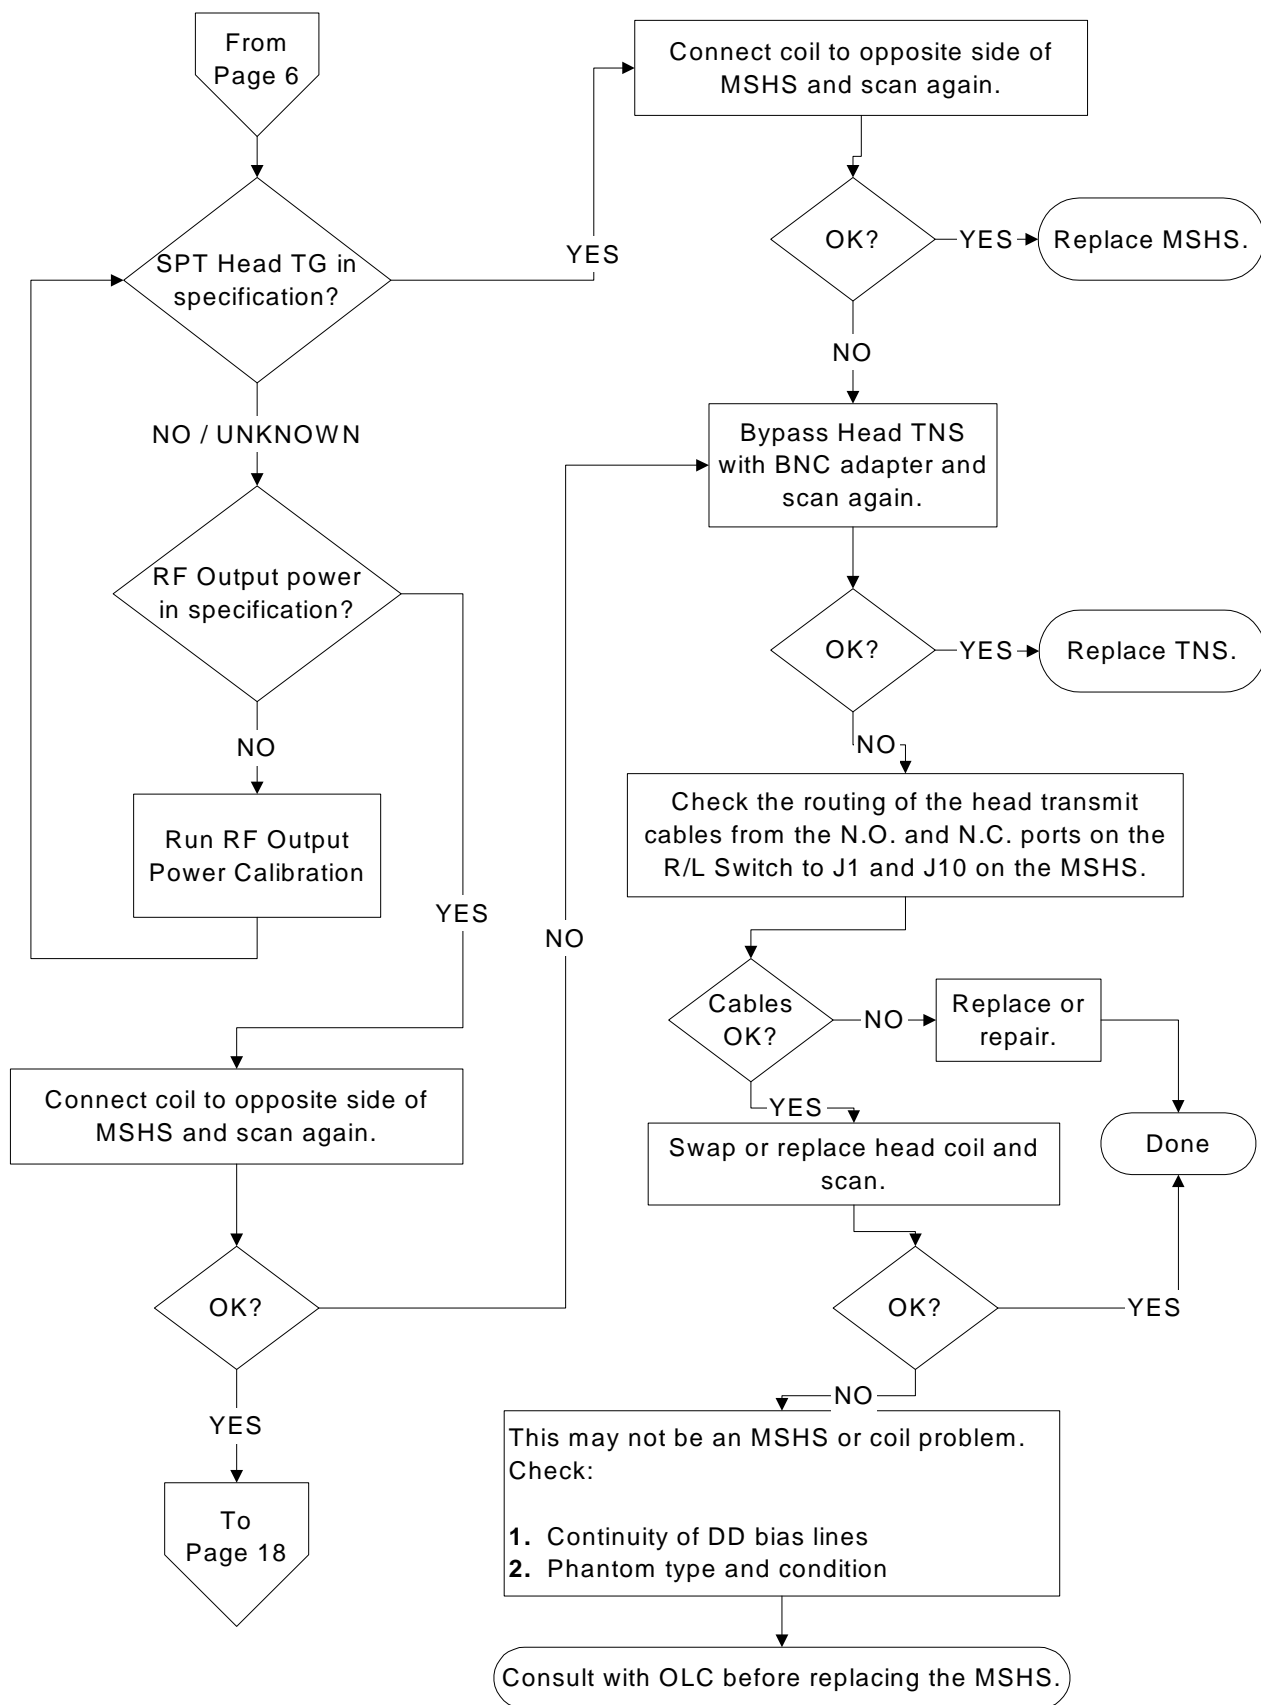 From
Page 6
SPT Head TG in
specification?
YES
NO / UNKNOWN
RF Output power
in specification?
NO
Run RF Output
Power Calibration
YES
Connect coil to opposite side of
MSHS and scan again.
OK?
NO
YES
To
Page 18
Connect coil to opposite side of
MSHS and scan again.
OK?
YES
Replace MSHS.
NO
Bypass Head TNS
with BNC adapter and
scan again.
OK?
YES
Replace TNS.
NO
Check the routing of the head transmit
cables from the N.O. and N.C. ports on the
R/L Switch to J1 and J10 on the MSHS.
Cables
OK?
NO
Replace or
repair.
Done
YES
Swap or replace head coil and
scan.
OK?
YES
NO
This may not be an MSHS or coil problem.
Check:
1. Continuity of DD bias lines
2. Phantom type and condition
Consult with OLC before replacing the MSHS.